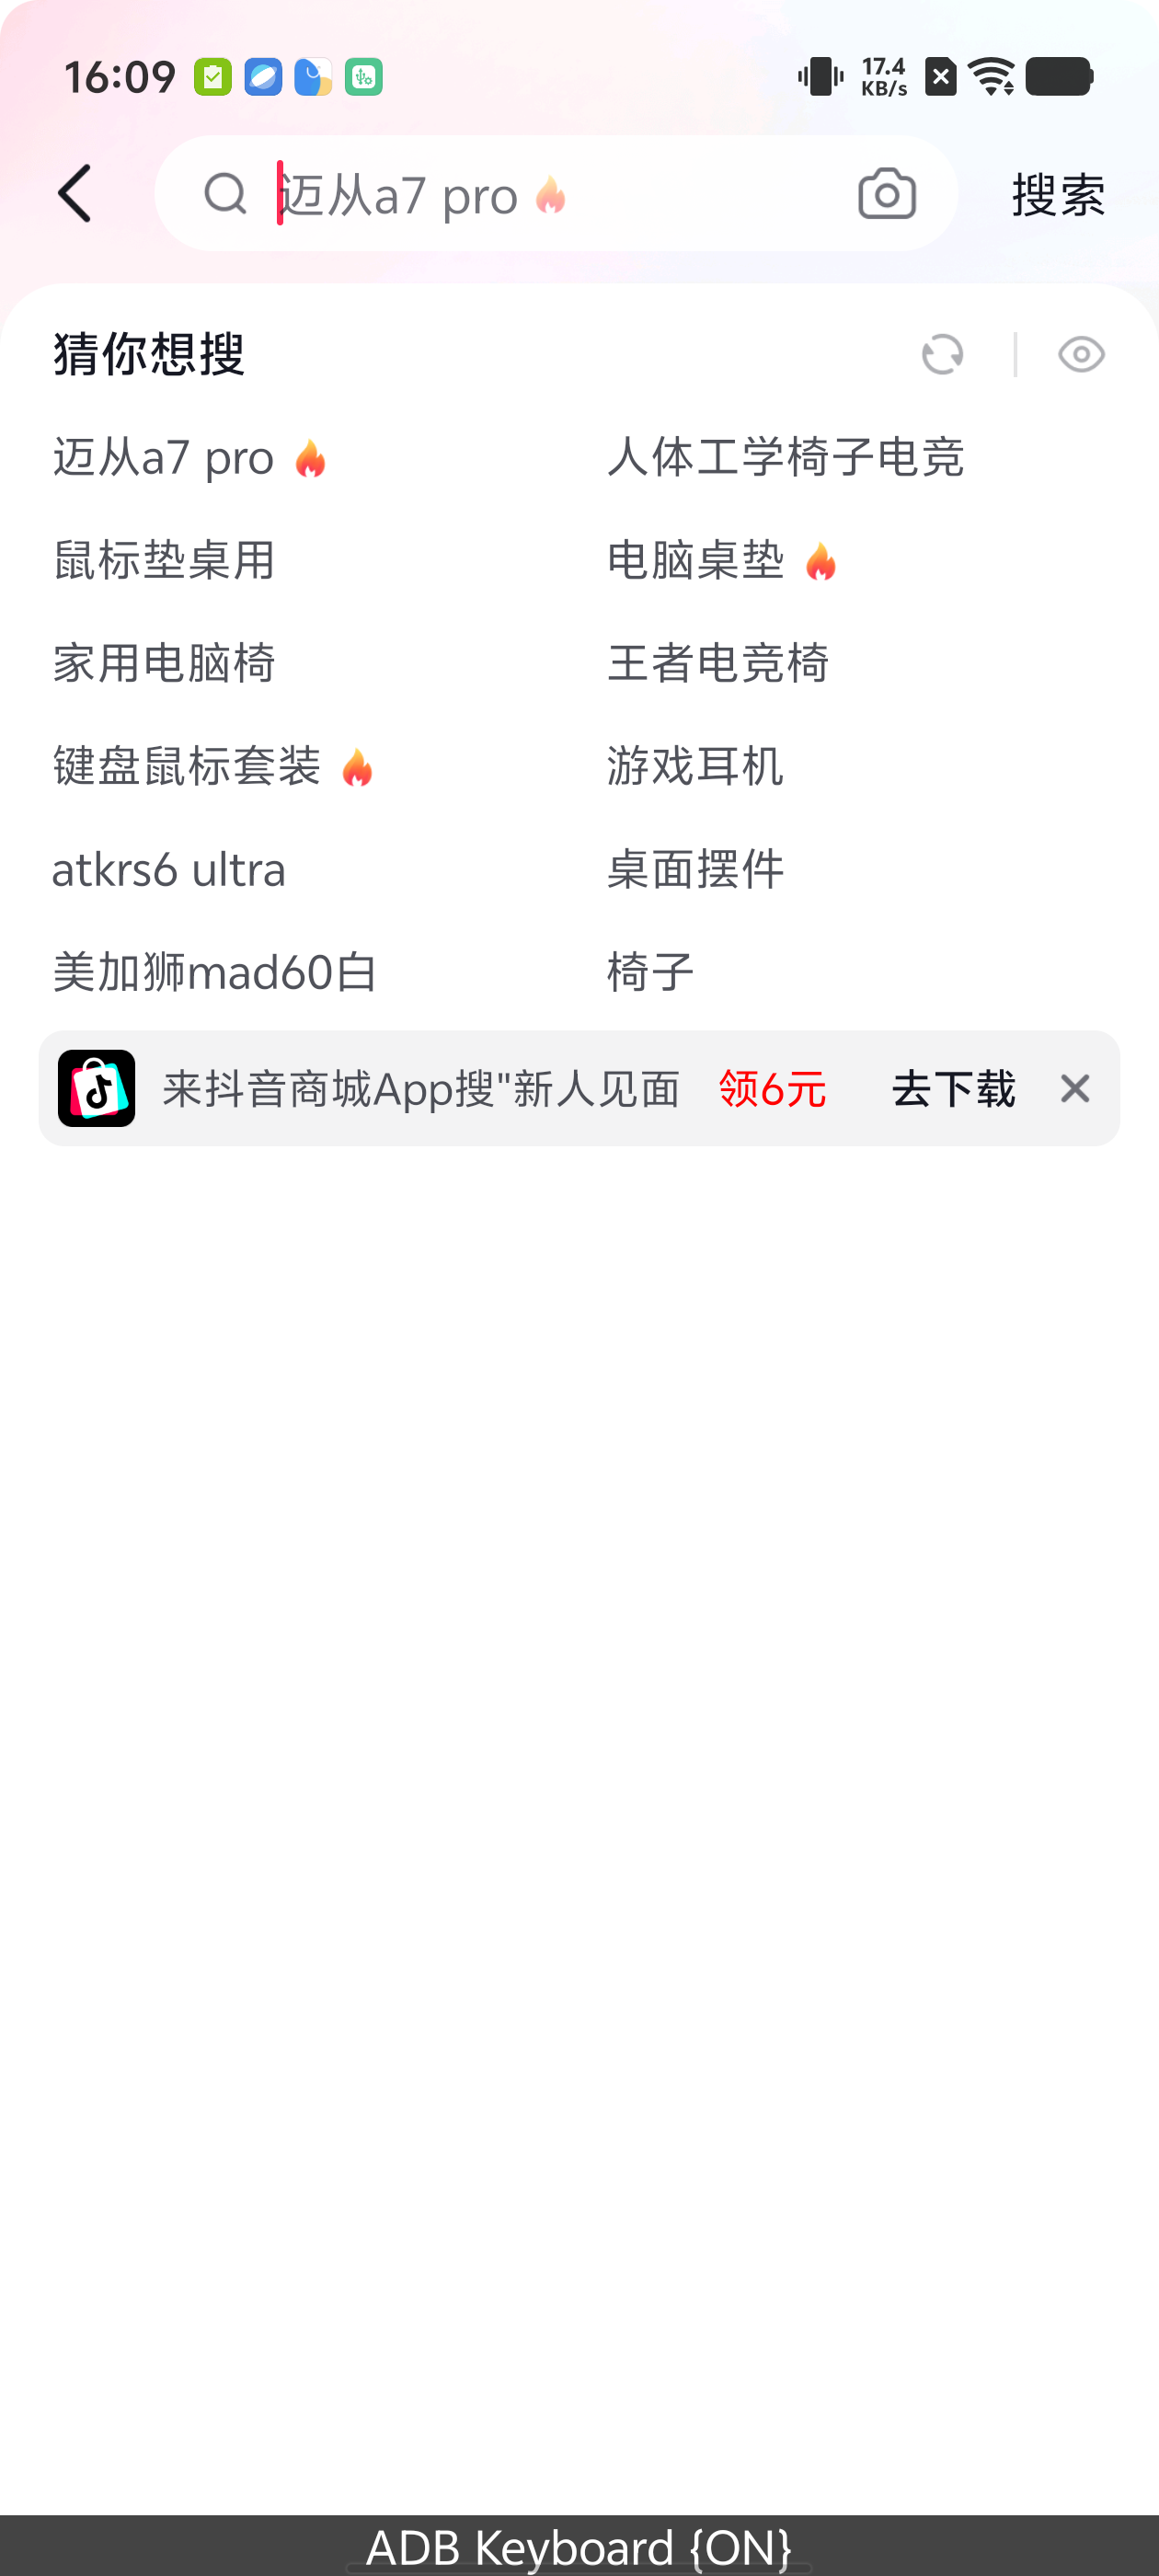 16:09
17.4
KB/s
迈从a7 pro
搜索
猜你想搜
迈从a7 pro
人体工学椅子电竞
鼠标垫桌用
电脑桌垫
家用电脑椅
王者电竞椅
键盘鼠标套装
游戏耳机
atkrs6 ultra
桌面摆件
美加狮mad60白
椅子
来抖音商城App搜"新人见面 领6元 去下载
ADB Keyboard {ON}